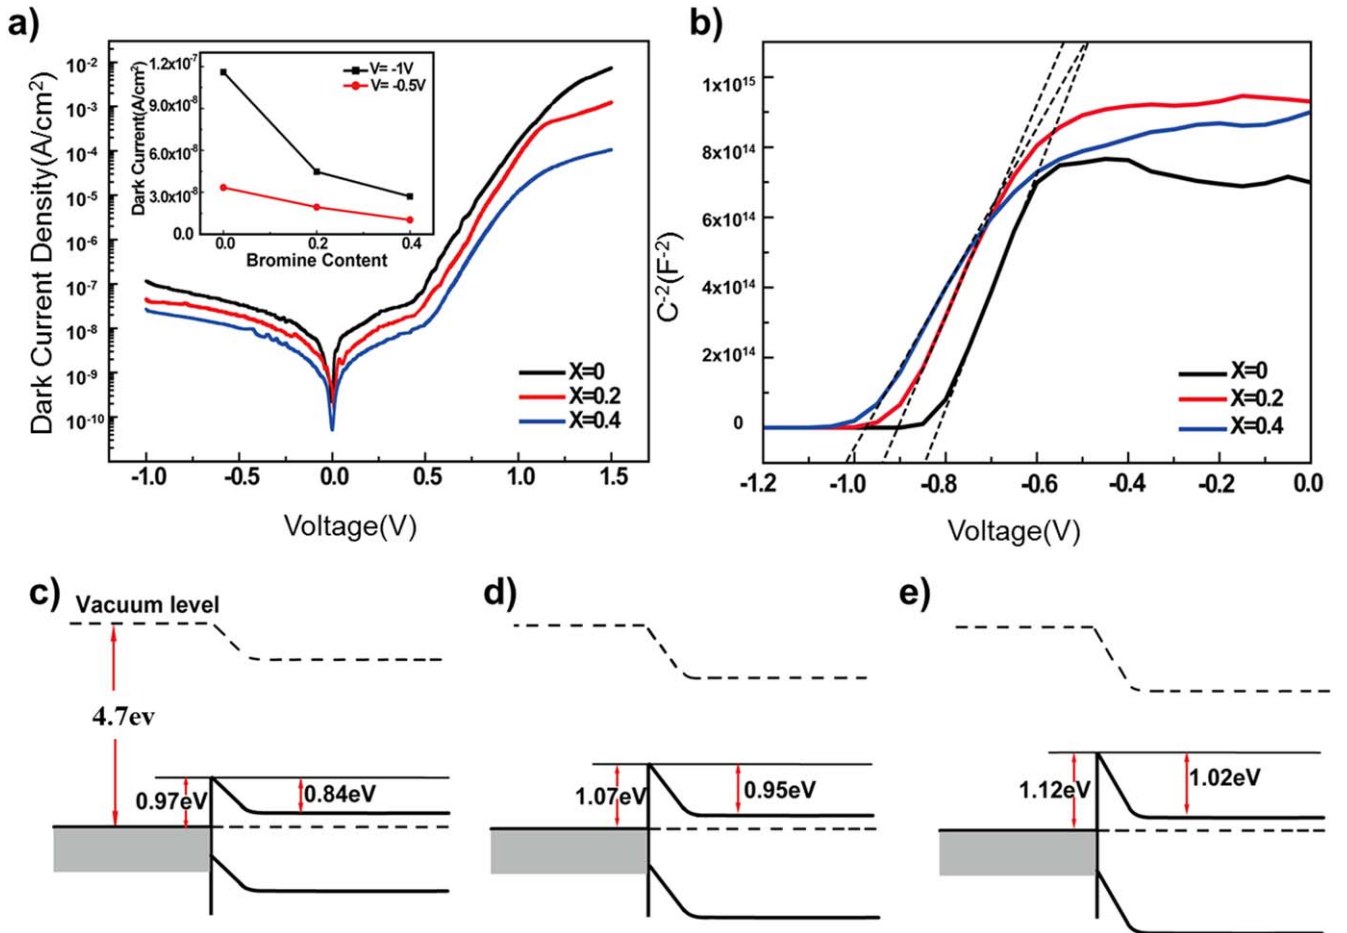 a)
Dark Current Density(A/cm²)
10⁻²
10⁻³
10⁻⁴
10⁻⁵
10⁻⁶
10⁻⁷
10⁻⁸
10⁻⁹
10⁻¹⁰
-1.0 -0.5 0.0 0.5 1.0 1.5
Voltage(V)
X=0
X=0.2
X=0.4
Dark Current(A/cm²)
1.2x10⁻⁷
9.0x10⁻⁸
6.0x10⁻⁸
3.0x10⁻⁸
0.0
0.0 0.2 0.4
Bromine Content
V= -1V
V= -0.5V
b)
C⁻²(F⁻²)
1x10¹⁵
8x10¹⁴
6x10¹⁴
4x10¹⁴
2x10¹⁴
0
-1.2 -1.0 -0.8 -0.6 -0.4 -0.2 0.0
Voltage(V)
X=0
X=0.2
X=0.4
c)
Vacuum level
4.7ev
0.97eV
0.84eV
d)
1.07eV
0.95eV
e)
1.12eV
1.02eV